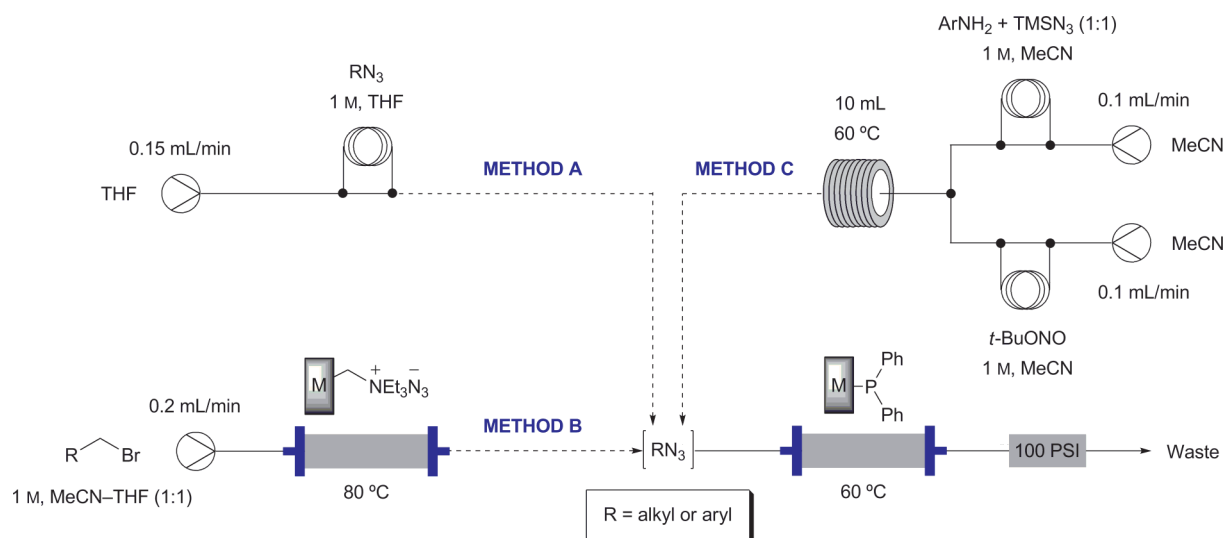 ArNH2 + TMSN3 (1:1)
1 M, MeCN
RN3
1 M, THF
10 mL
60 ºC
0.1 mL/min
0.15 mL/min
METHOD A
METHOD C
MeCN
THF
MeCN
0.1 mL/min
t-BuONO
1 M, MeCN
M
NEt3N3
+
–
M
P
Ph
Ph
0.2 mL/min
METHOD B
R
Br
[RN3]
100 PSI
Waste
1 M, MeCN–THF (1:1)
80 ºC
60 ºC
R = alkyl or aryl